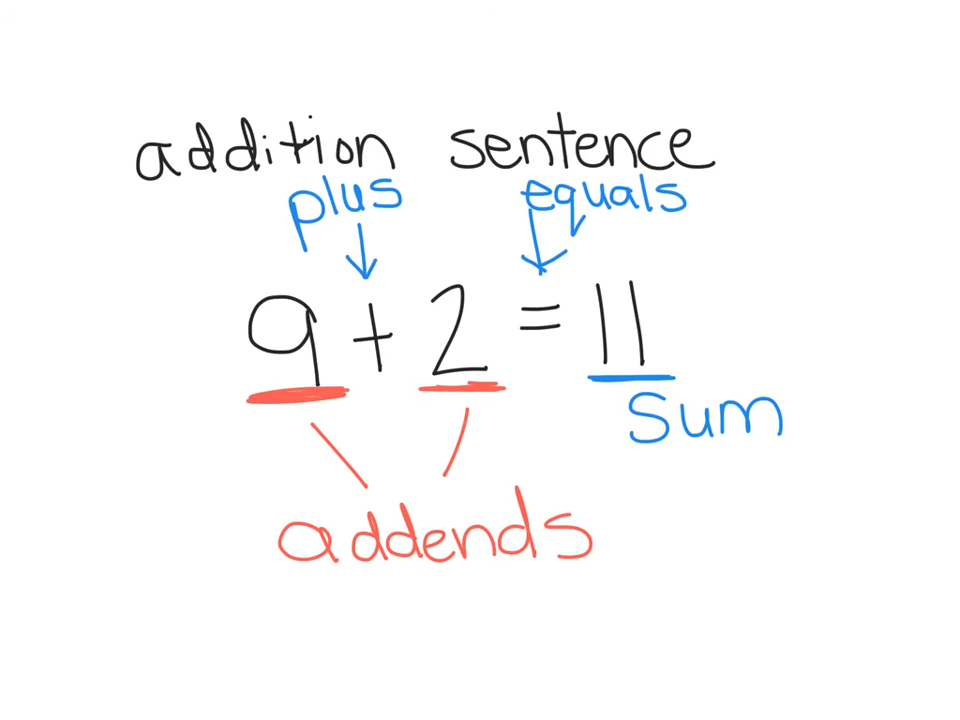 addition sentence
plus equals
9 + 2 = 11
sum
addends